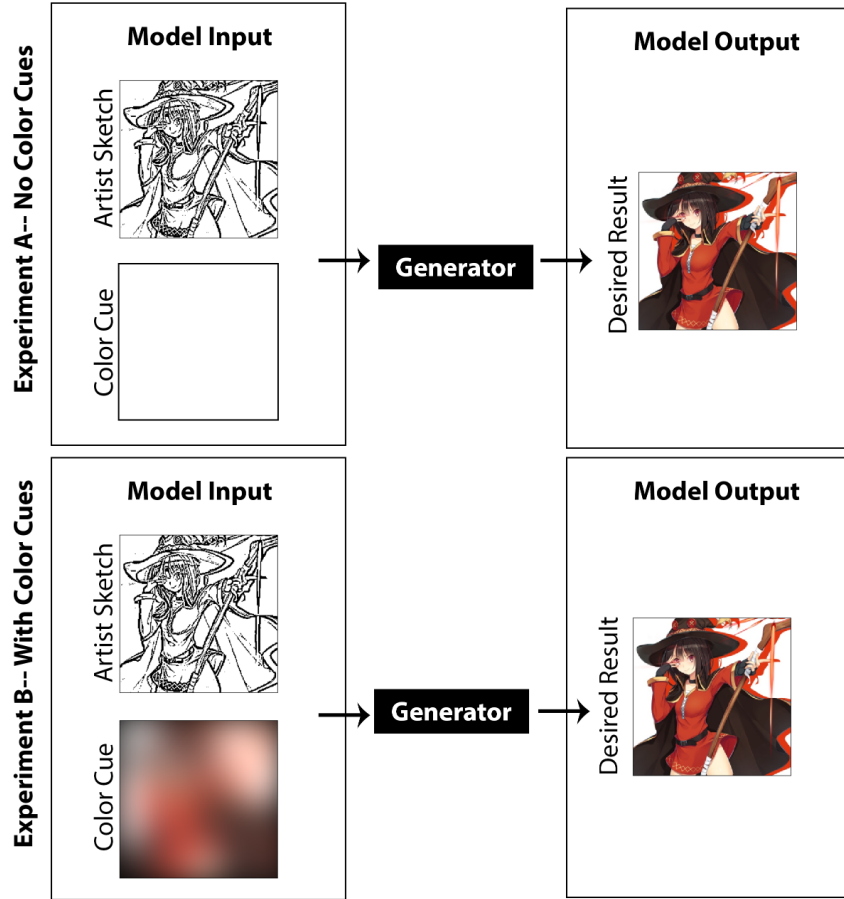 Experiment A-- No Color Cues
Model Input
Artist Sketch
Color Cue
Generator
Model Output
Desired Result
Experiment B-- With Color Cues
Model Input
Artist Sketch
Color Cue
Generator
Model Output
Desired Result